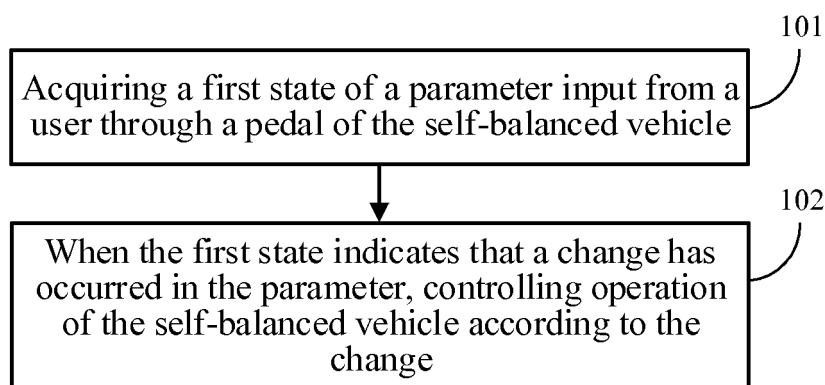 101
Acquiring a first state of a parameter input from a
user through a pedal of the self-balanced vehicle
102
When the first state indicates that a change has
occurred in the parameter, controlling operation
of the self-balanced vehicle according to the
change